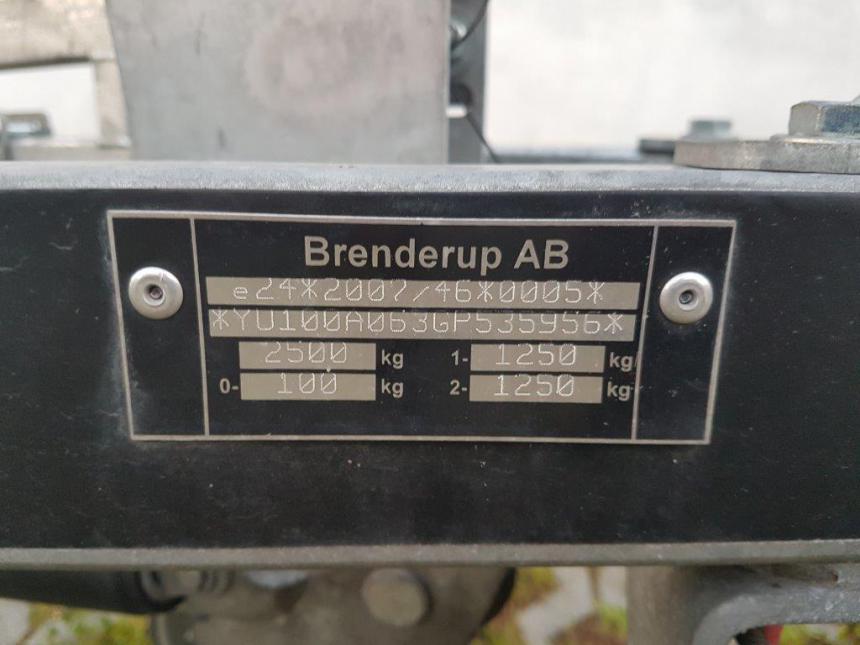 Brenderup AB
e24*2007/46*0005*
*YU100A063GP535956*
2500 kg 1- 1250 kg
0- 100 kg 2- 1250 kg